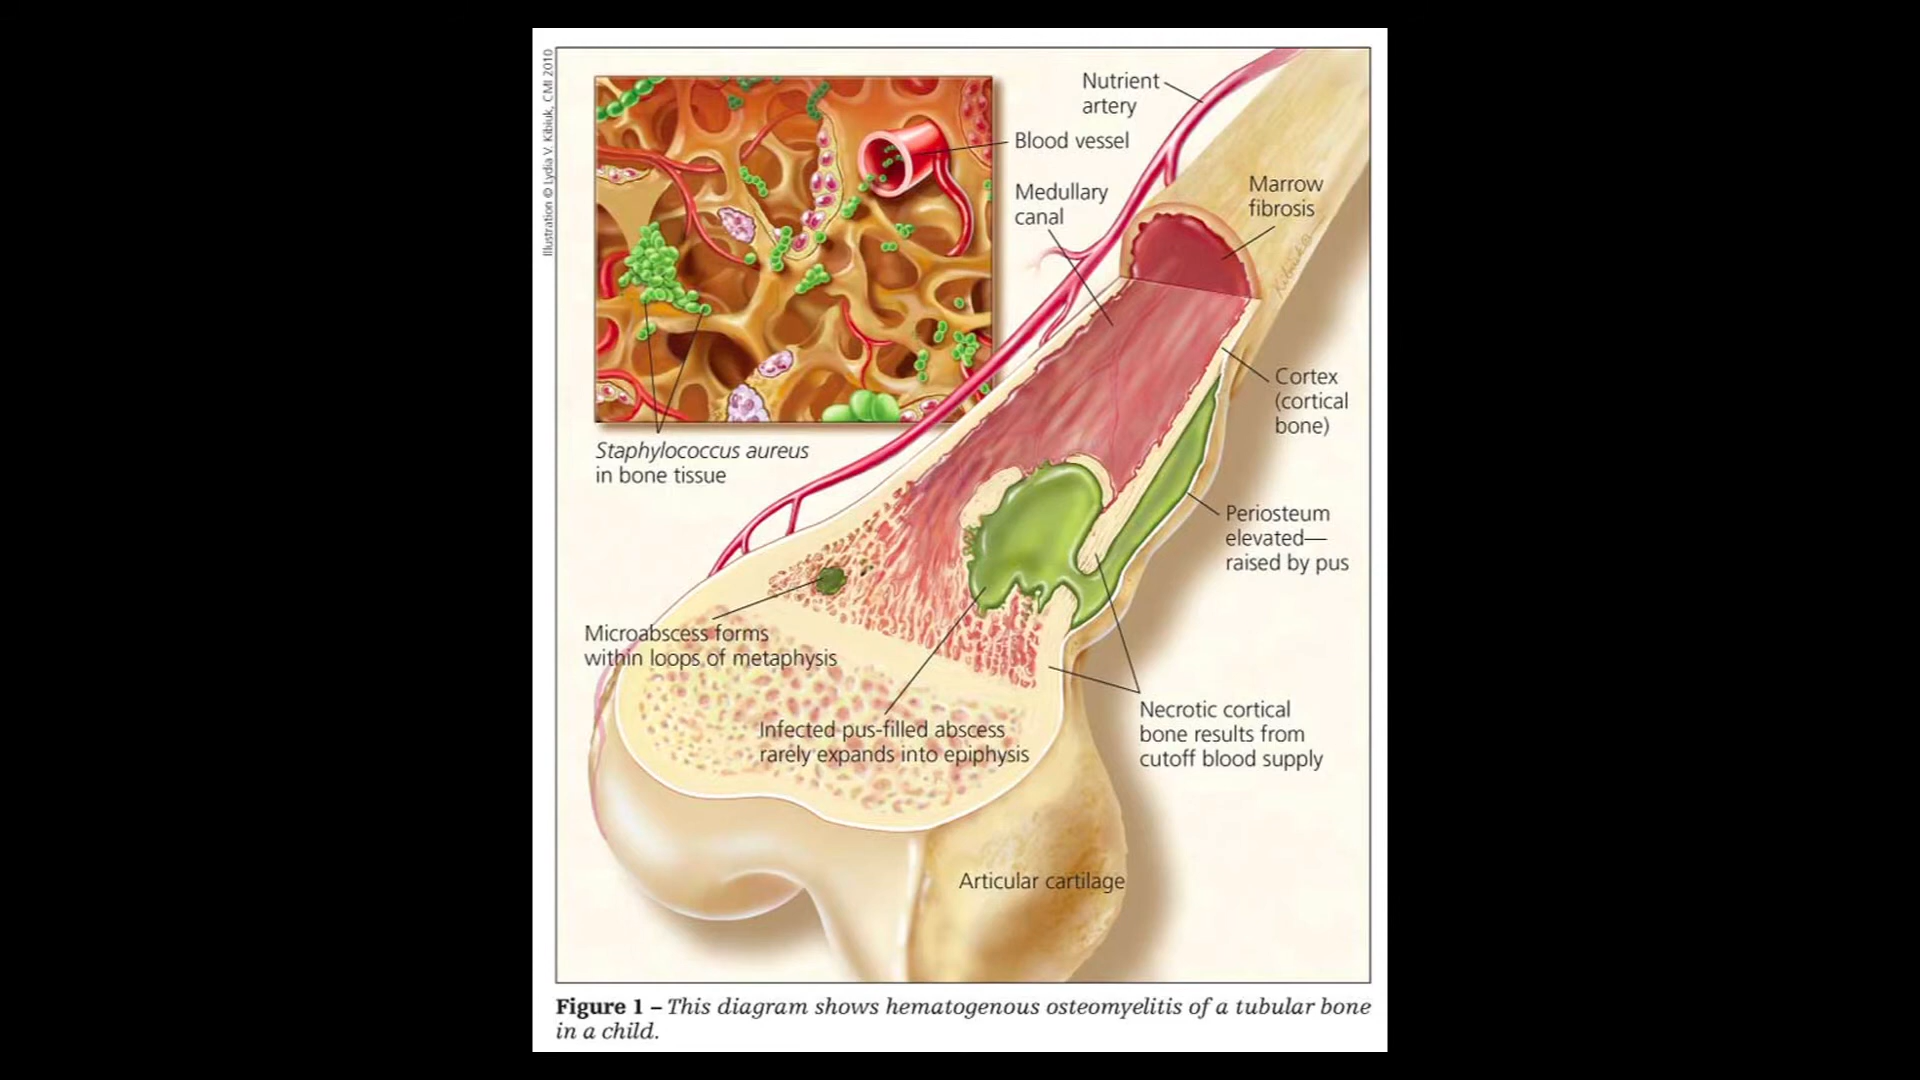 Illustration © Lydia V. Kibiuk, CMI 2010
Nutrient
artery
Blood vessel
Medullary
canal
Marrow
fibrosis
Cortex
(cortical
bone)
Staphylococcus aureus
in bone tissue
Periosteum
elevated—
raised by pus
Microabscess forms
within loops of metaphysis
Infected pus-filled abscess
rarely expands into epiphysis
Necrotic cortical
bone results from
cutoff blood supply
Articular cartilage
Kibiuk ©
Figure 1 – This diagram shows hematogenous osteomyelitis of a tubular bone
in a child.